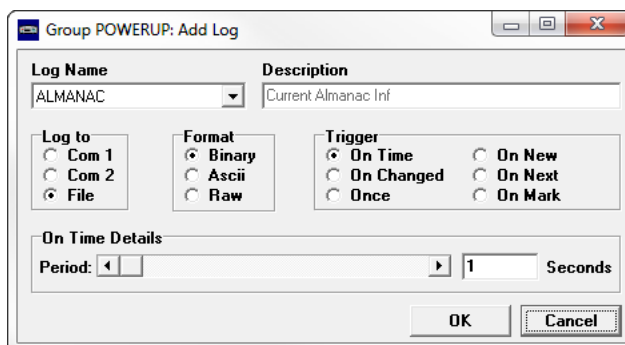 Group POWERUP: Add Log
Log Name Description
ALMANAC Current Almanac Inf
Log to Format Trigger
Com 1 Binary On Time On New
Com 2 Ascii On Changed On Next
File Raw Once On Mark
On Time Details
Period: 1 Seconds
OK Cancel